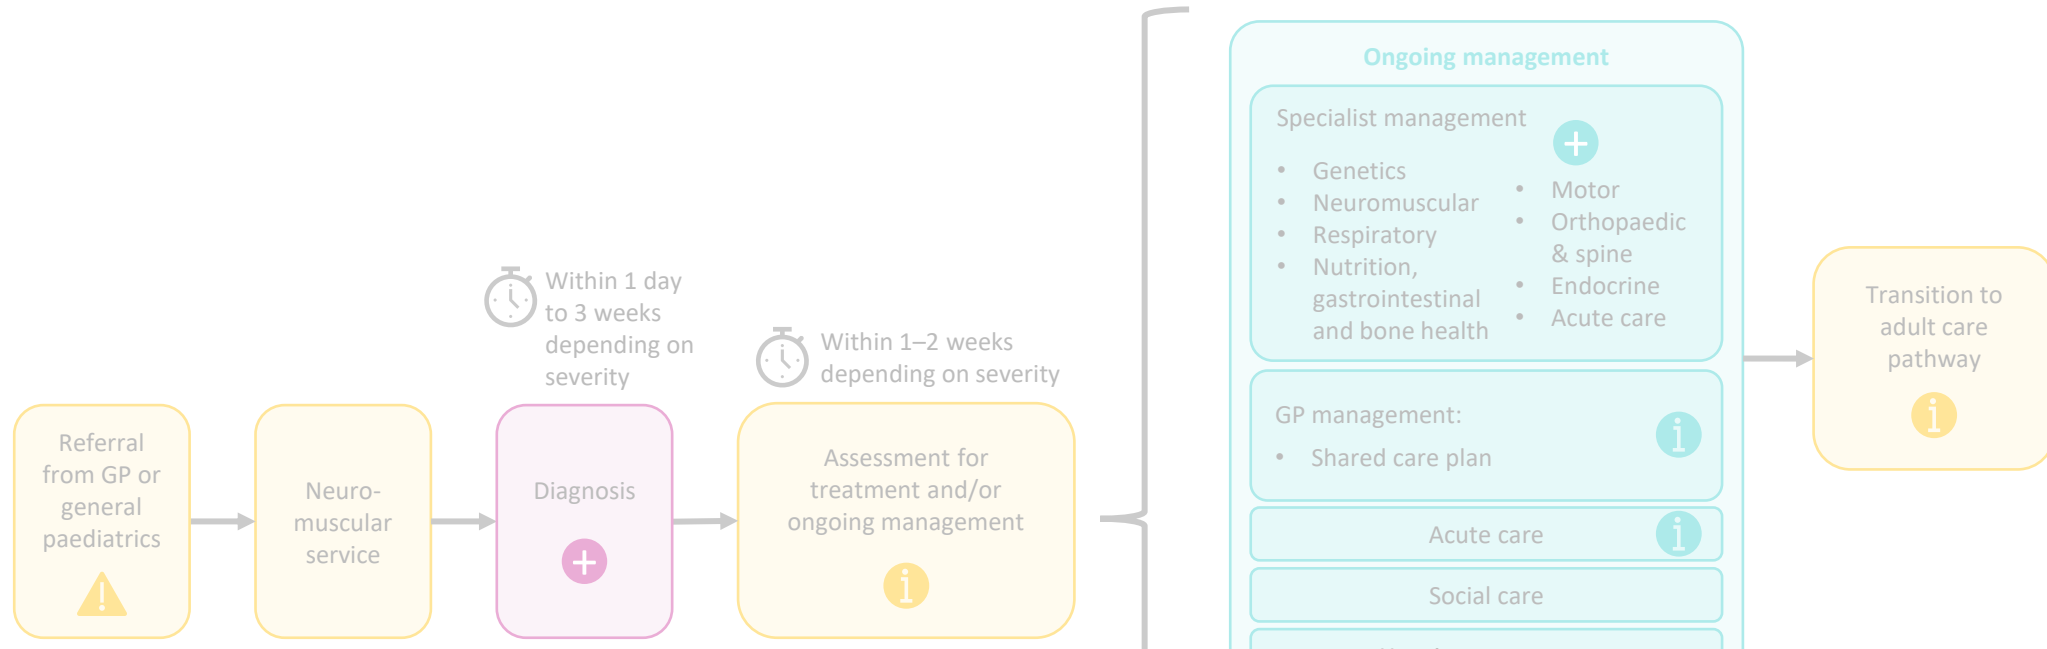 Ongoing management
Specialist management
• Genetics
• Neuromuscular
• Respiratory
• Nutrition,
gastrointestinal
and bone health
• Motor
• Orthopaedic
& spine
• Endocrine
• Acute care
Within 1 day
to 3 weeks
depending on
severity
Within 1–2 weeks
depending on severity
Transition to
adult care
pathway
Referral
from GP or
general
paediatrics
Neuro-
muscular
service
Diagnosis
Assessment for
treatment and/or
ongoing management
GP management:
• Shared care plan
Acute care
Social care